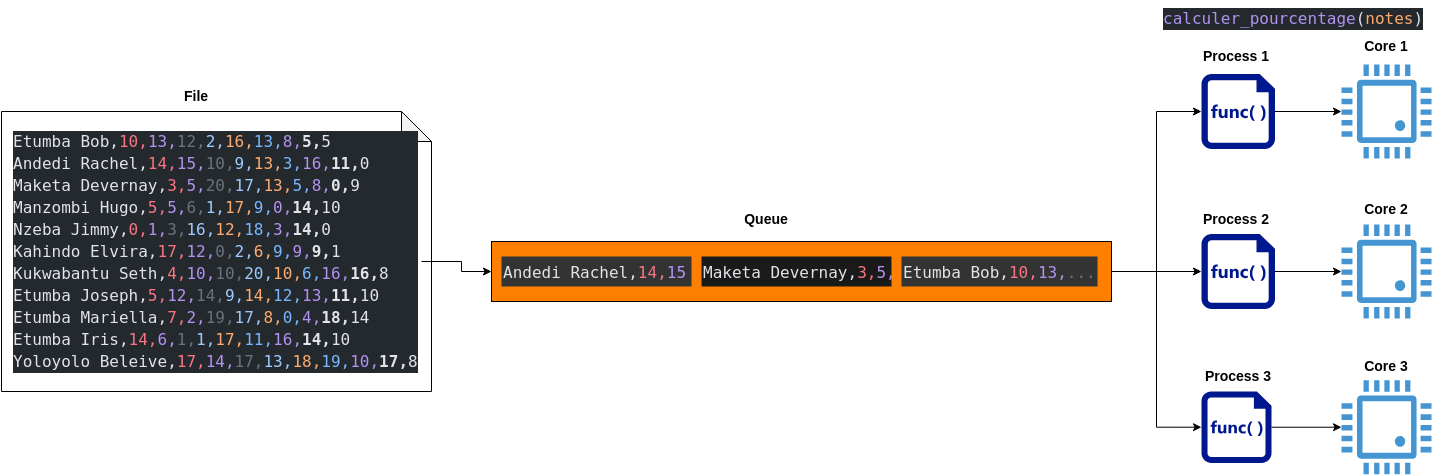 calculer_pourcentage(notes)
File
Etumba Bob,10,13,12,2,16,13,8,5,5
Andedi Rachel,14,15,10,9,13,3,16,11,0
Maketa Devernay,3,5,20,17,13,5,8,0,9
Manzombi Hugo,5,5,6,1,17,9,0,14,10
Nzeba Jimmy,0,1,3,16,12,18,3,14,0
Kahindo Elvira,17,12,0,2,6,9,9,9,1
Kukwabantu Seth,4,10,10,20,10,6,16,16,8
Etumba Joseph,5,12,14,9,14,12,13,11,10
Etumba Mariella,7,2,19,17,8,0,4,18,14
Etumba Iris,14,6,1,1,17,11,16,14,10
Yoloyolo Beleive,17,14,17,13,18,19,10,17,8
Queue
Andedi Rachel,14,15
Maketa Devernay,3,5,
Etumba Bob,10,13,...
Process 1
func( )
Core 1
Process 2
func( )
Core 2
Process 3
func( )
Core 3